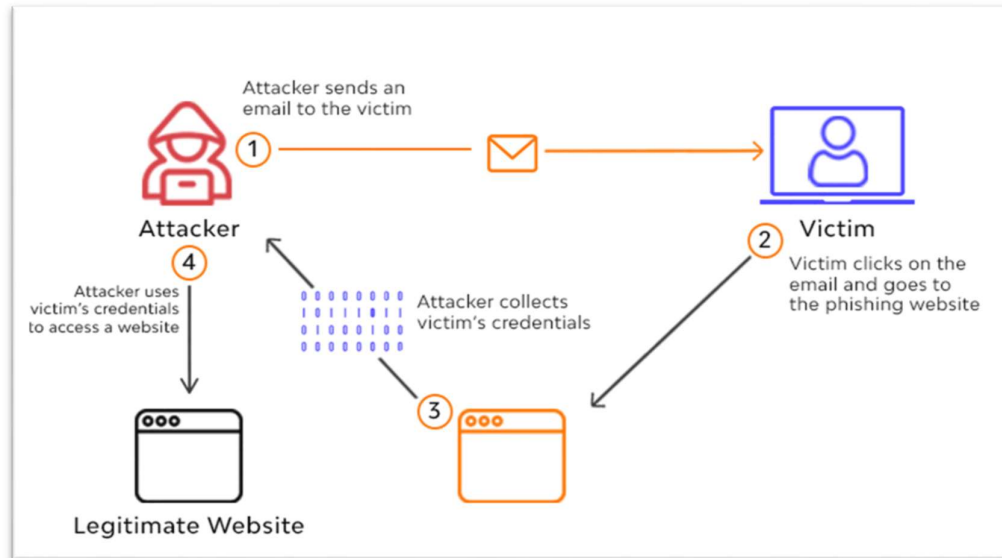 Attacker sends an
email to the victim
1
Attacker
Victim
2
Victim clicks on the
email and goes to
the phishing website
4
Attacker uses
victim's credentials
to access a website
Attacker collects
victim's credentials
3
Legitimate Website